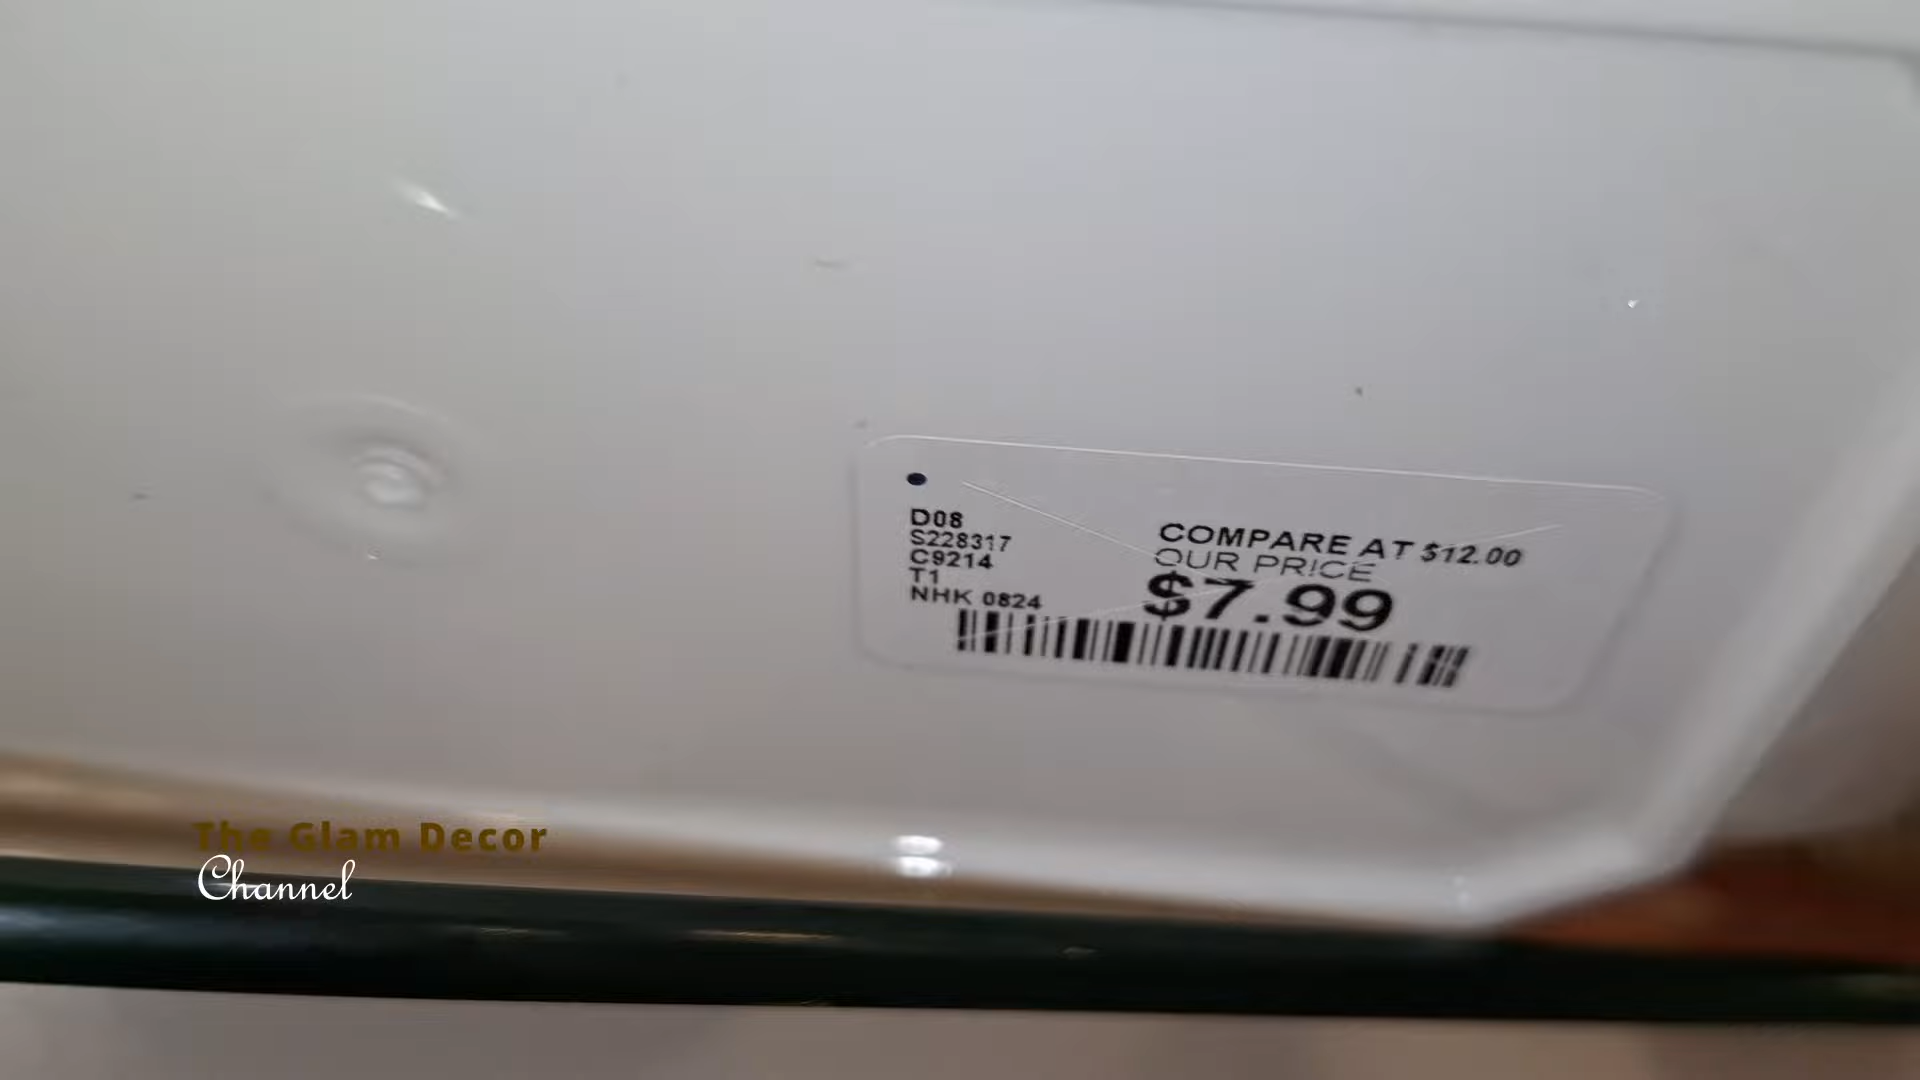 D08
S228317
C9214
T1
NHK 0824
COMPARE AT $12.00
OUR PRICE
$7.99
The Glam Decor
Channel